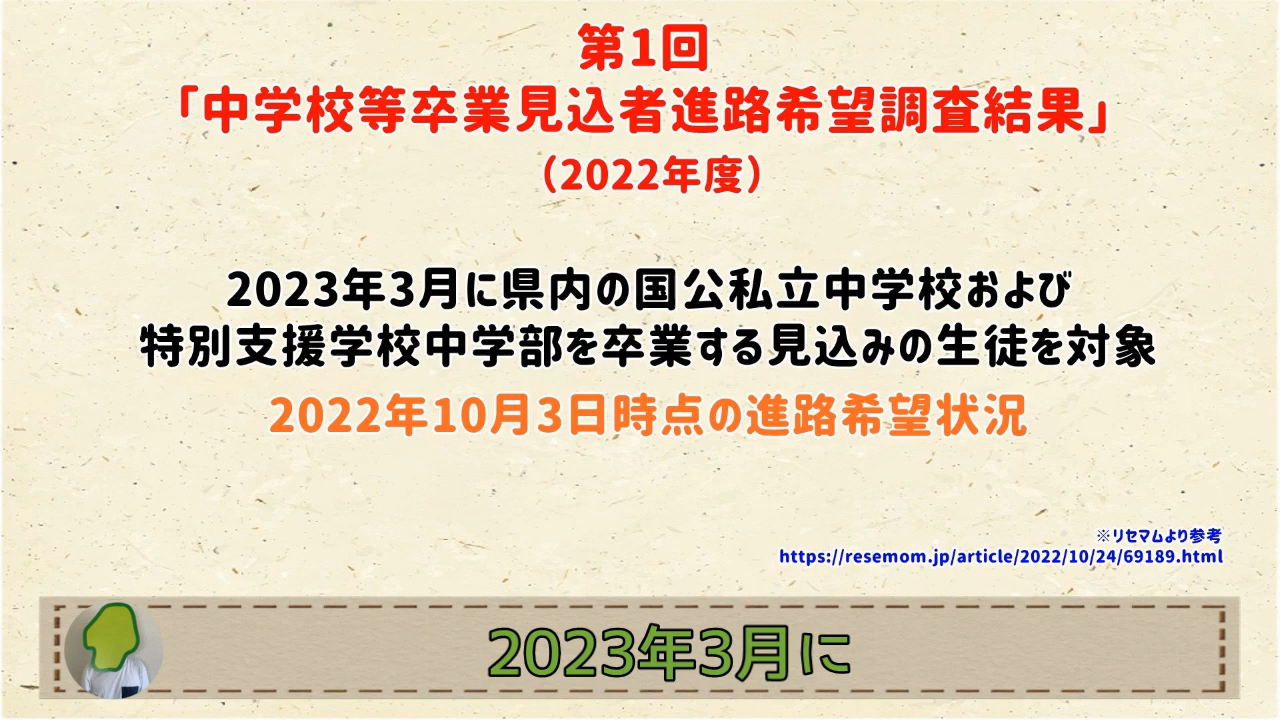 第1回
「中学校等卒業見込者進路希望調査結果」
（2022年度）
2023年3月に県内の国公私立中学校および
特別支援学校中学部を卒業する見込みの生徒を対象
2022年10月3日時点の進路希望状況
※リセマムより参考
https://resemom.jp/article/2022/10/24/69189.html
2023年3月に